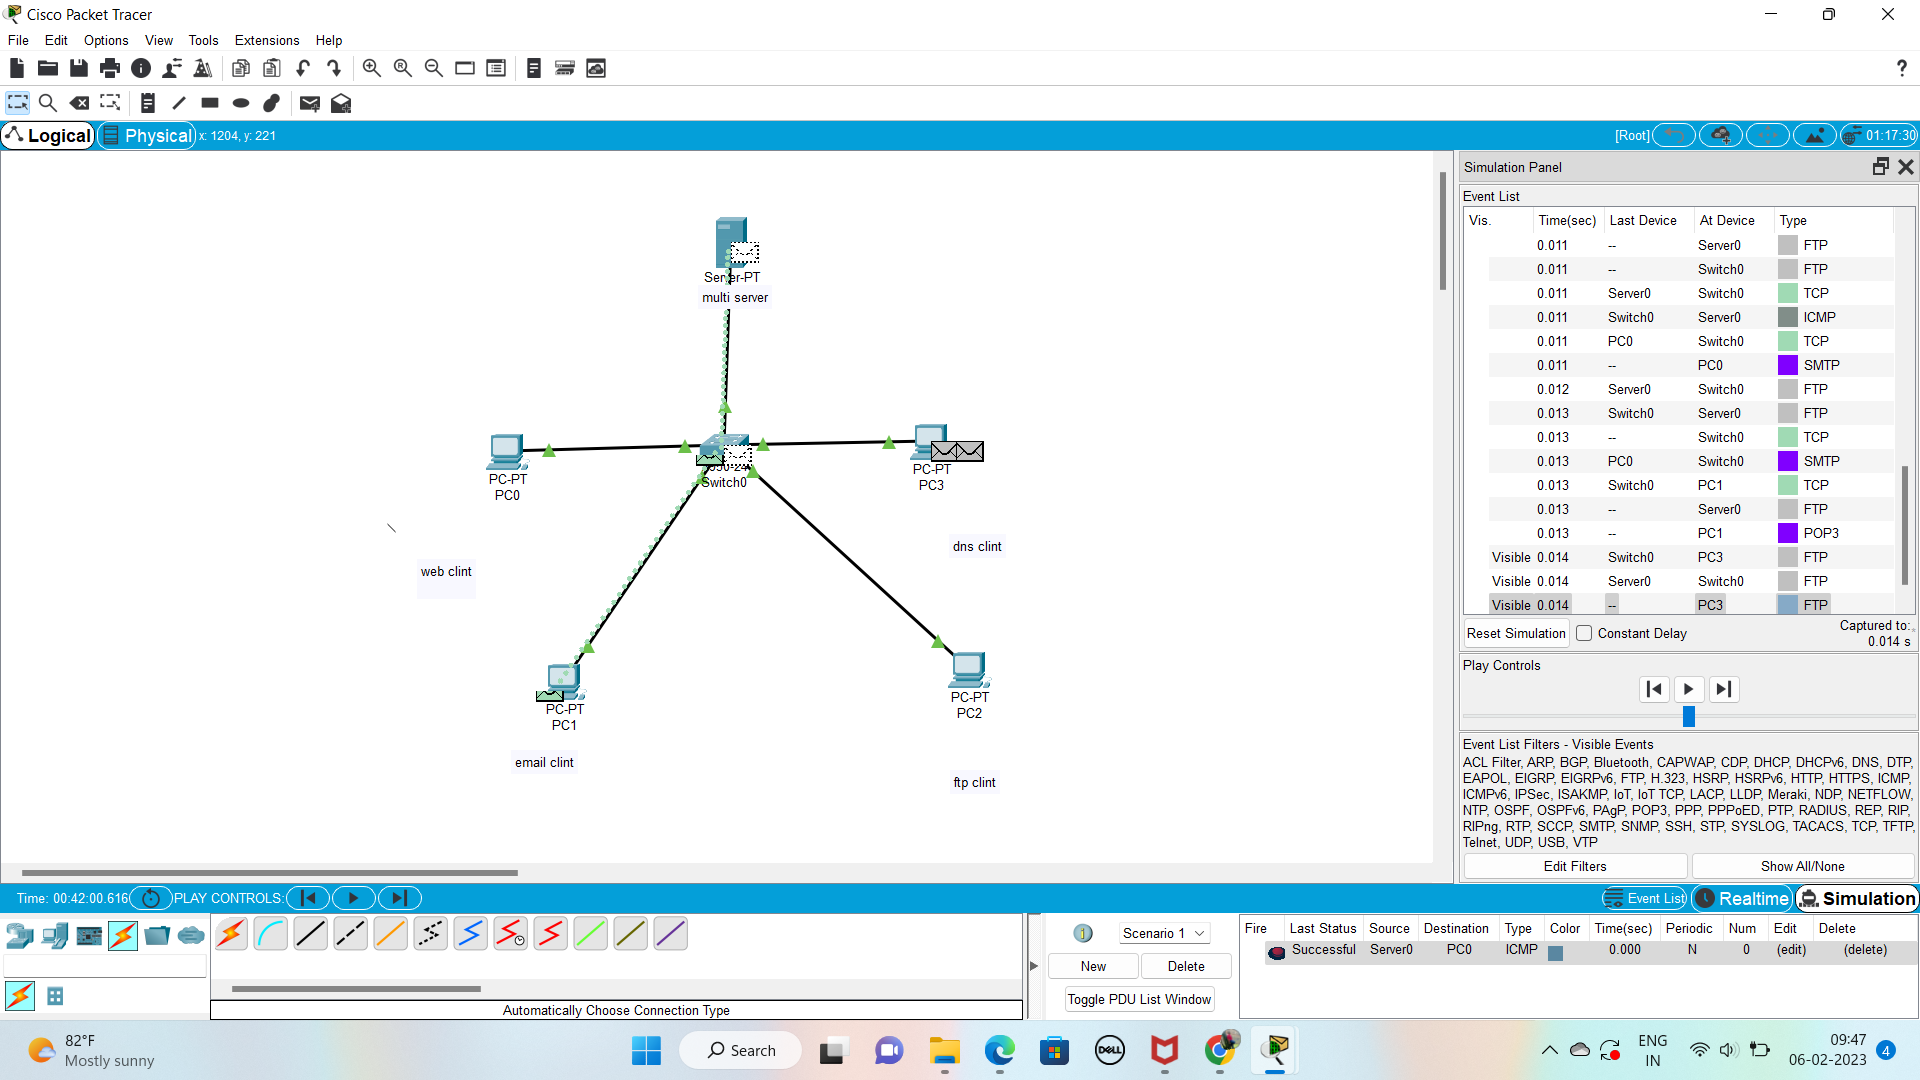 Cisco Packet Tracer
File Edit Options View Tools Extensions Help
?
Logical Physical x: 1204, y: 221 [Root] 01:17:30
Server-PT
multi server
PC-PT
PC0
Switch0
PC-PT
PC3
dns clint
web clint
PC-PT
PC1
PC-PT
PC2
email clint
ftp clint
Simulation Panel
Event List
Vis. Time(sec) Last Device At Device Type
0.011 -- Server0 FTP
0.011 -- Switch0 FTP
0.011 Server0 Switch0 TCP
0.011 Switch0 Server0 ICMP
0.011 PC0 Switch0 TCP
0.011 -- PC0 SMTP
0.012 Server0 Switch0 FTP
0.013 Switch0 Server0 FTP
0.013 -- Switch0 TCP
0.013 PC0 Switch0 SMTP
0.013 Switch0 PC1 TCP
0.013 -- Server0 FTP
0.013 -- PC1 POP3
Visible 0.014 Switch0 PC3 FTP
Visible 0.014 Server0 Switch0 FTP
Visible 0.014 -- PC3 FTP
Reset Simulation Constant Delay Captured to:
0.014 s
Play Controls
Event List Filters - Visible Events
ACL Filter, ARP, BGP, Bluetooth, CAPWAP, CDP, DHCP, DHCPv6, DNS, DTP,
EAPOL, EIGRP, EIGRPv6, FTP, H.323, HSRP, HSRPv6, HTTP, HTTPS, ICMP,
ICMPv6, IPSec, ISAKMP, IoT, IoT TCP, LACP, LLDP, Meraki, NDP, NETFLOW,
NTP, OSPF, OSPFv6, PAgP, POP3, PPP, PPPoED, PTP, RADIUS, REP, RIP,
RIPng, RTP, SCCP, SMTP, SNMP, SSH, STP, SYSLOG, TACACS, TCP, TFTP,
Telnet, UDP, USB, VTP
Edit Filters Show All/None
Time: 00:42:00.616 PLAY CONTROLS: Event List Realtime Simulation
Automatically Choose Connection Type
1 Scenario 1
New Delete
Toggle PDU List Window
Fire Last Status Source Destination Type Color Time(sec) Periodic Num Edit Delete
Successful Server0 PC0 ICMP 0.000 N 0 (edit) (delete)
82°F
Mostly sunny
Search
DELL
ENG
IN
09:47
06-02-2023
4